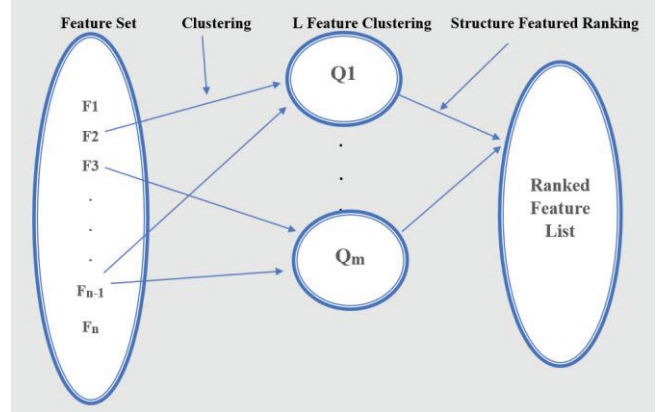 Feature Set
Clustering
L Feature Clustering
Structure Featured Ranking
F1
F2
F3
.
.
.
Fn-1
Fn
Q1
.
.
.
Qm
Ranked
Feature
List